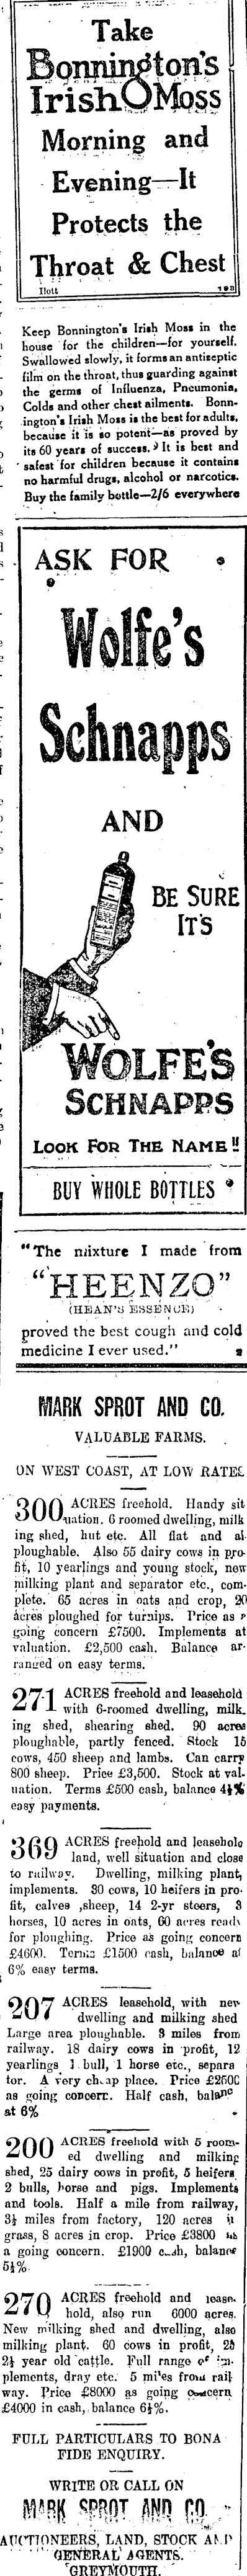 Take
Bonnington's
Irish Moss
Morning and
Evening—It
Protects the
Throat & Chest
Ilott
Keep Bonnington's Irish Moss in the
house for the children—for yourself.
Swallowed slowly, it forms an antiseptic
film on the throat, thus guarding against
the germs of Influenza, Pneumonia,
Colds and other chest ailments. Bonn-
ington's Irish Moss is the best for adults,
because it is so potent—as proved by
its 60 years of success. It is best and
safest for children because it contains
no harmful drugs, alcohol or narcotics.
Buy the family bottle—2/6 everywhere
ASK FOR
Wolfe's
Schnapps
AND
BE SURE
IT'S
WOLFE'S
SCHNAPPS
LOOK FOR THE NAME!!
BUY WHOLE BOTTLES
"The mixture I made from
"HEENZO"
(HEAN'S ESSENCE)
proved the best cough and cold
medicine I ever used."
MARK SPROT AND CO.
VALUABLE FARMS.
ON WEST COAST, AT LOW RATES
300 ACRES freehold. Handy sit
uation. 6 roomed dwelling, milk
ing shed, hut etc. All flat and al-
ploughable. Also 55 dairy cows in pro-
fit, 10 yearlings and young stock, new
milking plant and separator etc., com-
plete. 65 acres in oats and crop, 20
acres ploughed for turnips. Price as a
going concern £7500. Implements at
valuation. £2,500 cash. Balance ar-
ranged on easy terms.
271 ACRES freehold and leasehold
with 6-roomed dwelling, milk-
ing shed, shearing shed. 90 acres
ploughable, partly fenced. Stock 15
cows, 450 sheep and lambs. Can carry
800 sheep. Price £3,500. Stock at val-
uation. Terms £500 cash, balance 4½%
easy payments.
369 ACRES freehold and leasehold
land, well situation and close
to railway. Dwelling, milking plant,
implements. 30 cows, 10 heifers in pro-
fit, calves ,sheep, 14 2-yr steers, 3
horses, 10 acres in oats, 60 acres ready
for ploughing. Price as going concern
£4600. Terms £1500 cash, balance at
6% easy terms.
207 ACRES leasehold, with new
dwelling and milking shed
Large area ploughable. 3 miles from
railway. 18 dairy cows in profit, 12
yearlings 1 bull, 1 horse etc., separa
tor. A very cheap place. Price £2500
as going concern. Half cash, balance
at 6%
200 ACRES freehold with 5 room-
ed dwelling and milking
shed, 25 dairy cows in profit, 5 heifers
2 bulls, horse and pigs. Implements
and tools. Half a mile from railway,
3½ miles from factory, 120 acres in
grass, 8 acres in crop. Price £3800 as
a going concern. £1900 cash, balance
5½%.
270 ACRES freehold and lease-
hold, also run 6000 acres.
New milking shed and dwelling, also
milking plant. 60 cows in profit, 25
2½ year old cattle. Full range of im-
plements, dray etc. 5 miles from rail
way. Price £8000 as going concern
£4000 in cash, balance 6½%.
FULL PARTICULARS TO BONA
FIDE ENQUIRY.
WRITE OR CALL ON
MARK SPROT AND CO.
AUCTIONEERS, LAND, STOCK AND
GENERAL AGENTS.
GREYMOUTH.